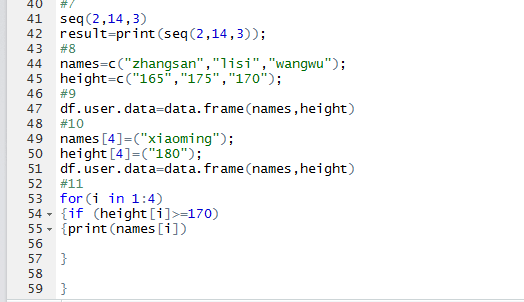 40 #7
41 seq(2,14,3)
42 result=print(seq(2,14,3));
43 #8
44 names=c("zhangsan","lisi","wangwu");
45 height=c("165","175","170");
46 #9
47 df.user.data=data.frame(names,height)
48 #10
49 names[4]=("xiaoming");
50 height[4]=("180");
51 df.user.data=data.frame(names,height)
52 #11
53 for(i in 1:4)
54 {if (height[i]>=170)
55 {print(names[i])
56
57 }
58
59 }